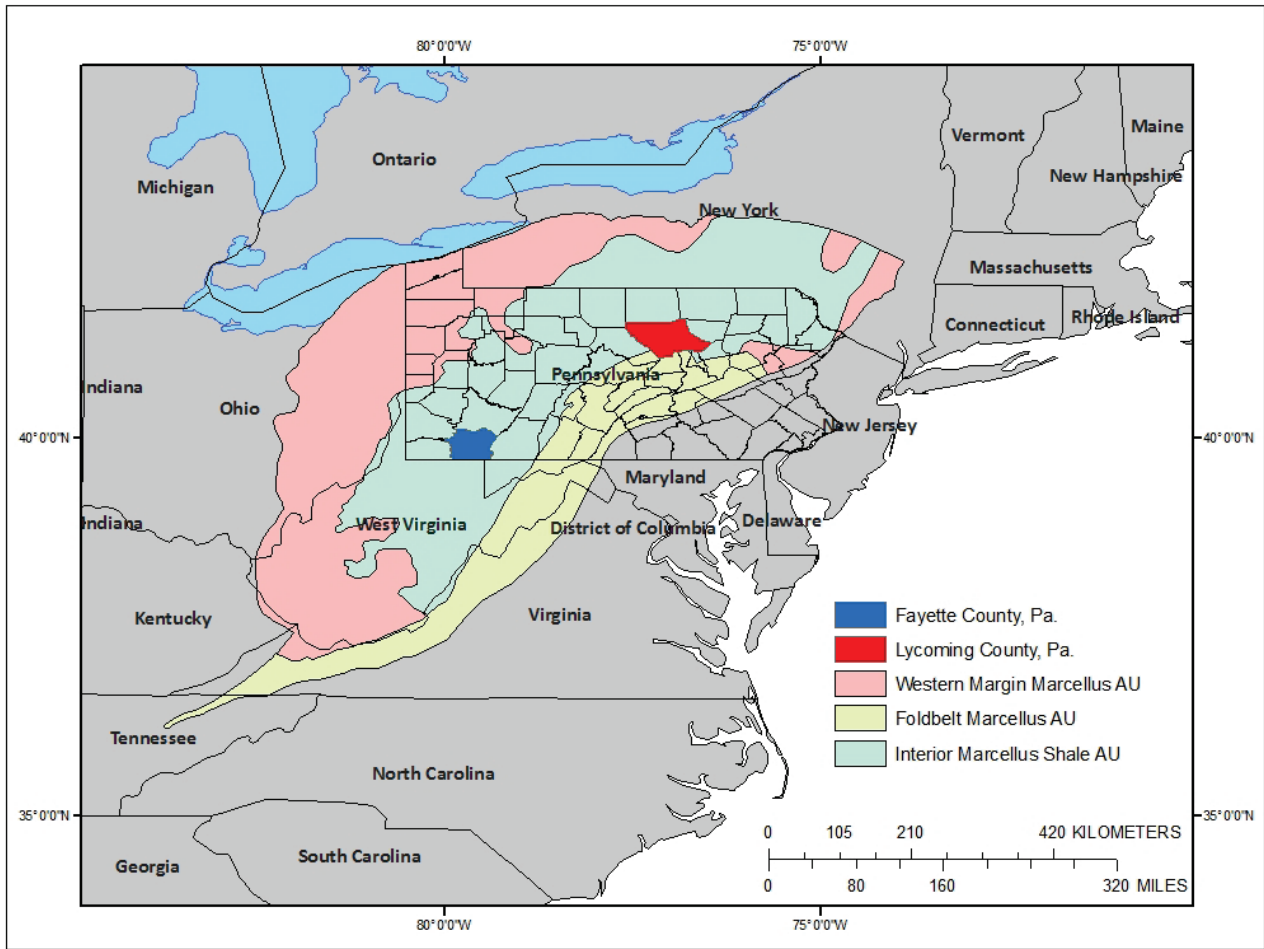 80°0'0"W
75°0'0"W
Maine
Vermont
Ontario
New Hampshire
Michigan
New York
Massachusetts
Connecticut
Rhode Island
Pennsylvania
Indiana
Ohio
40°0'0"N
40°0'0"N
New Jersey
Maryland
Indiana
West Virginia
District of Columbia
Delaware
Kentucky
Virginia
Fayette County, Pa.
Lycoming County, Pa.
Western Margin Marcellus AU
Foldbelt Marcellus AU
Interior Marcellus Shale AU
Tennessee
North Carolina
35°0'0"N
35°0'0"N
0 105 210 420 KILOMETERS
South Carolina
Georgia
0 80 160 320 MILES
80°0'0"W
75°0'0"W